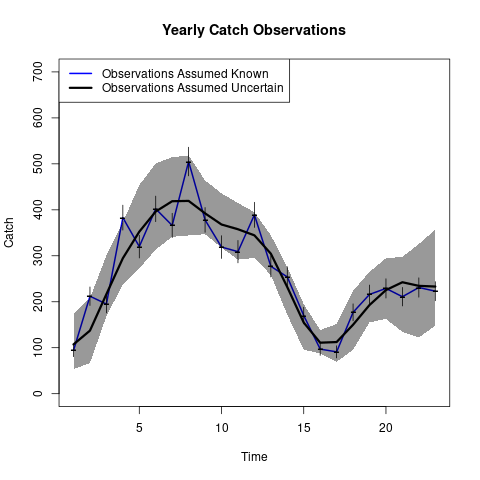 Yearly Catch Observations
Observations Assumed Known
Observations Assumed Uncertain
700
600
500
400
300
200
100
0
Catch
5
10
15
20
Time